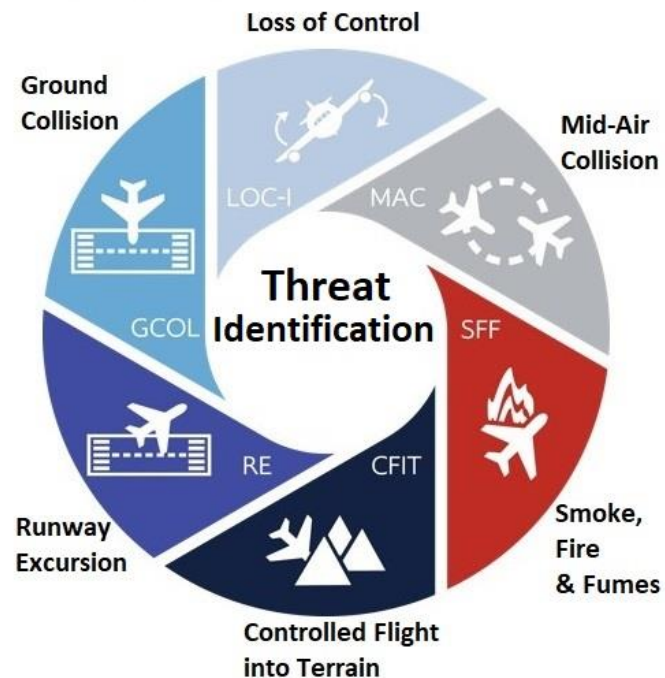 Loss of Control
Ground
Collision
Mid-Air
Collision
LOC-I
MAC
Threat
Identification
GCOL
SFF
RE
CFIT
Runway
Excursion
Smoke,
Fire
& Fumes
Controlled Flight
into Terrain